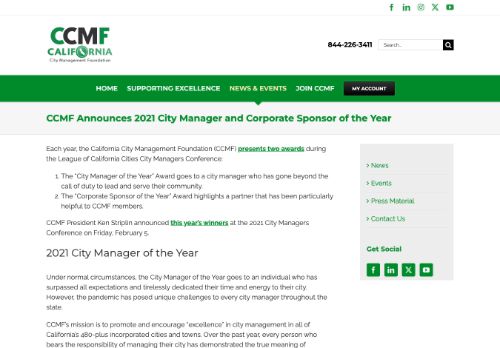 CCMF
CALIFORNIA
City Management Foundation
844-226-3411
Search...
HOME SUPPORTING EXCELLENCE NEWS & EVENTS JOIN CCMF MY ACCOUNT
CCMF Announces 2021 City Manager and Corporate Sponsor of the Year
Each year, the California City Management Foundation (CCMF) presents two awards during
the League of California Cities City Managers Conference.
1. The “City Manager of the Year” Award goes to a city manager who has gone beyond the
call of duty to lead and serve their community.
2. The “Corporate Sponsor of the Year” Award highlights a partner that has been particularly
helpful to CCMF members.
CCMF President Ken Striplin announced this year’s winners at the 2021 City Managers
Conference on Friday, February 5.
2021 City Manager of the Year
Under normal circumstances, the City Manager of the Year goes to an individual who has
surpassed all expectations and tirelessly dedicated their time and energy to their city.
However, the pandemic has posed unique challenges to every city manager throughout the
state.
CCMF’s mission is to promote and encourage “excellence” in city management in all of
California’s 480-plus incorporated cities and towns. Over the past year, every person who
bears the responsibility of managing their city has demonstrated the true meaning of
> News
> Events
> Press Material
> Contact Us
Get Social